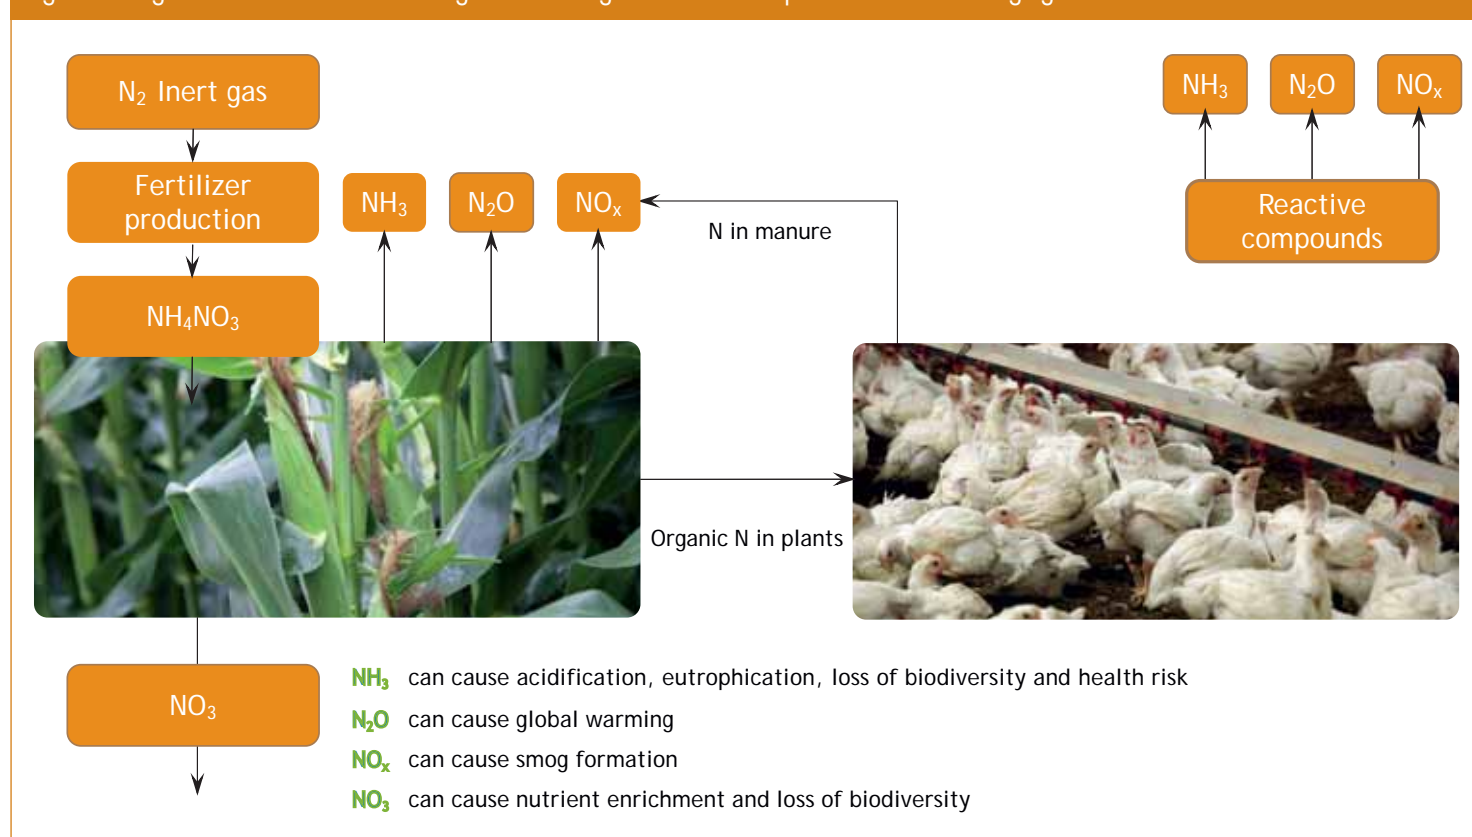 N₂ Inert gas
Fertilizer
production
NH₄NO₃
NH₃
N₂O
NOₓ
N in manure
NH₃
N₂O
NOₓ
Reactive
compounds
Organic N in plants
NO₃
NH₃ can cause acidification, eutrophication, loss of biodiversity and health risk
N₂O can cause global warming
NOₓ can cause smog formation
NO₃ can cause nutrient enrichment and loss of biodiversity